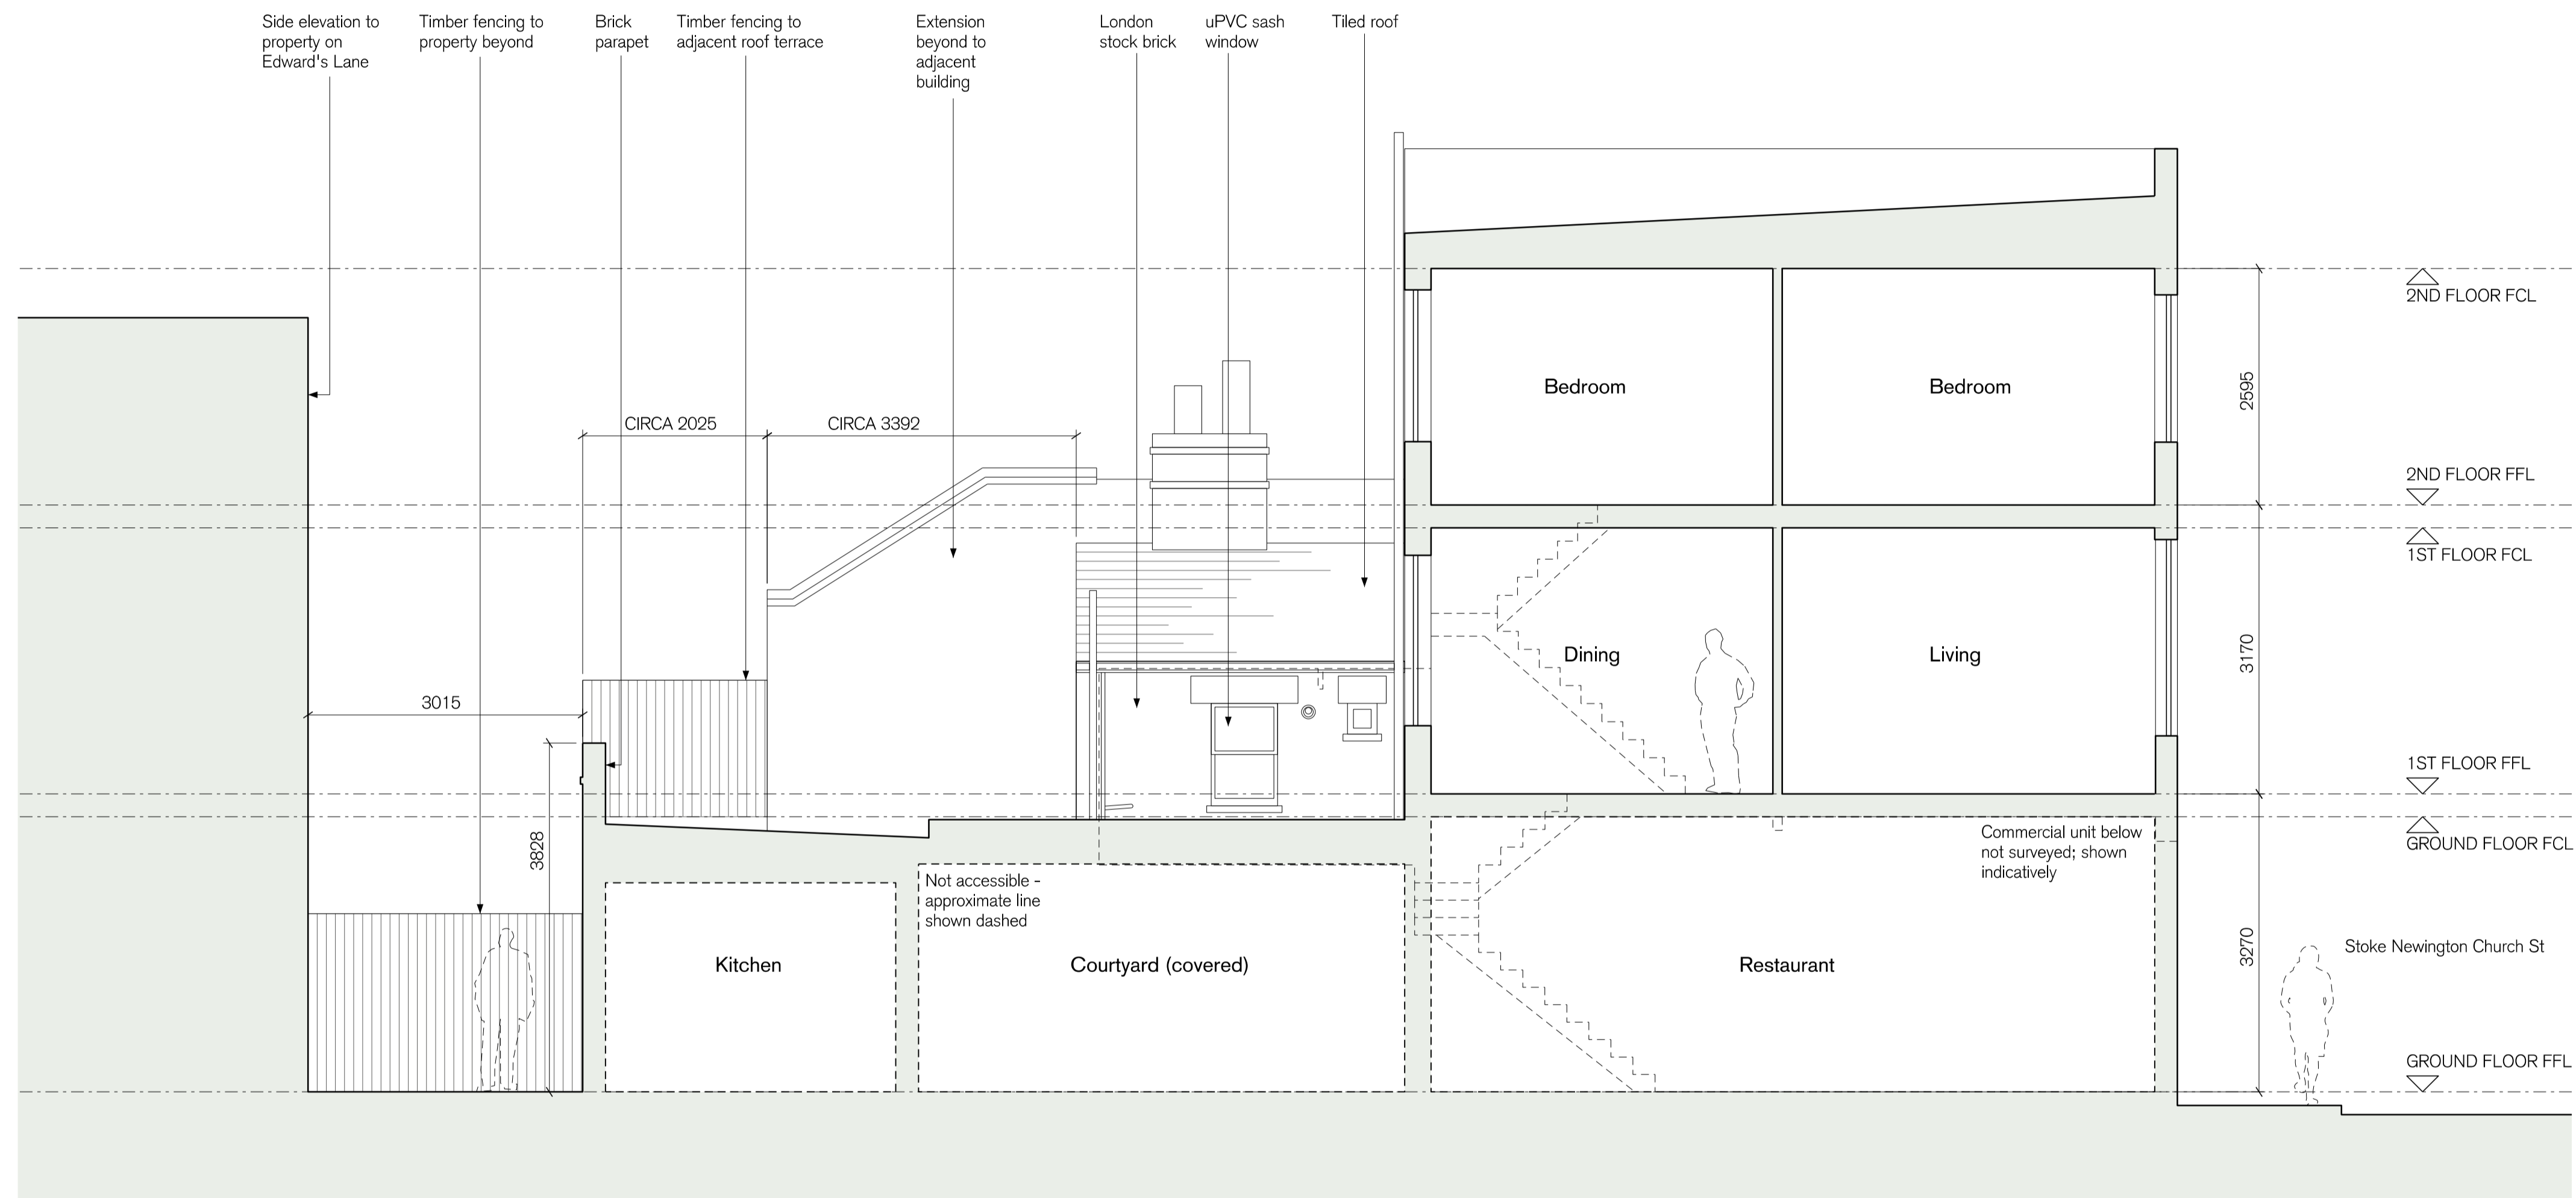 Side elevation to
property on
Edward's Lane
Timber fencing to
property beyond
Brick
parapet
Timber fencing to
adjacent roof terrace
Extension
beyond to
adjacent
building
London
stock brick
uPVC sash
window
Tiled roof
2ND FLOOR FCL
Bedroom
Bedroom
2595
CIRCA 2025
CIRCA 3392
2ND FLOOR FFL
1ST FLOOR FCL
Dining
Living
3170
3015
1ST FLOOR FFL
3828
Commercial unit below
not surveyed; shown
indicatively
GROUND FLOOR FCL
Not accessible -
approximate line
shown dashed
Kitchen
Courtyard (covered)
Restaurant
3270
Stoke Newington Church St
GROUND FLOOR FFL